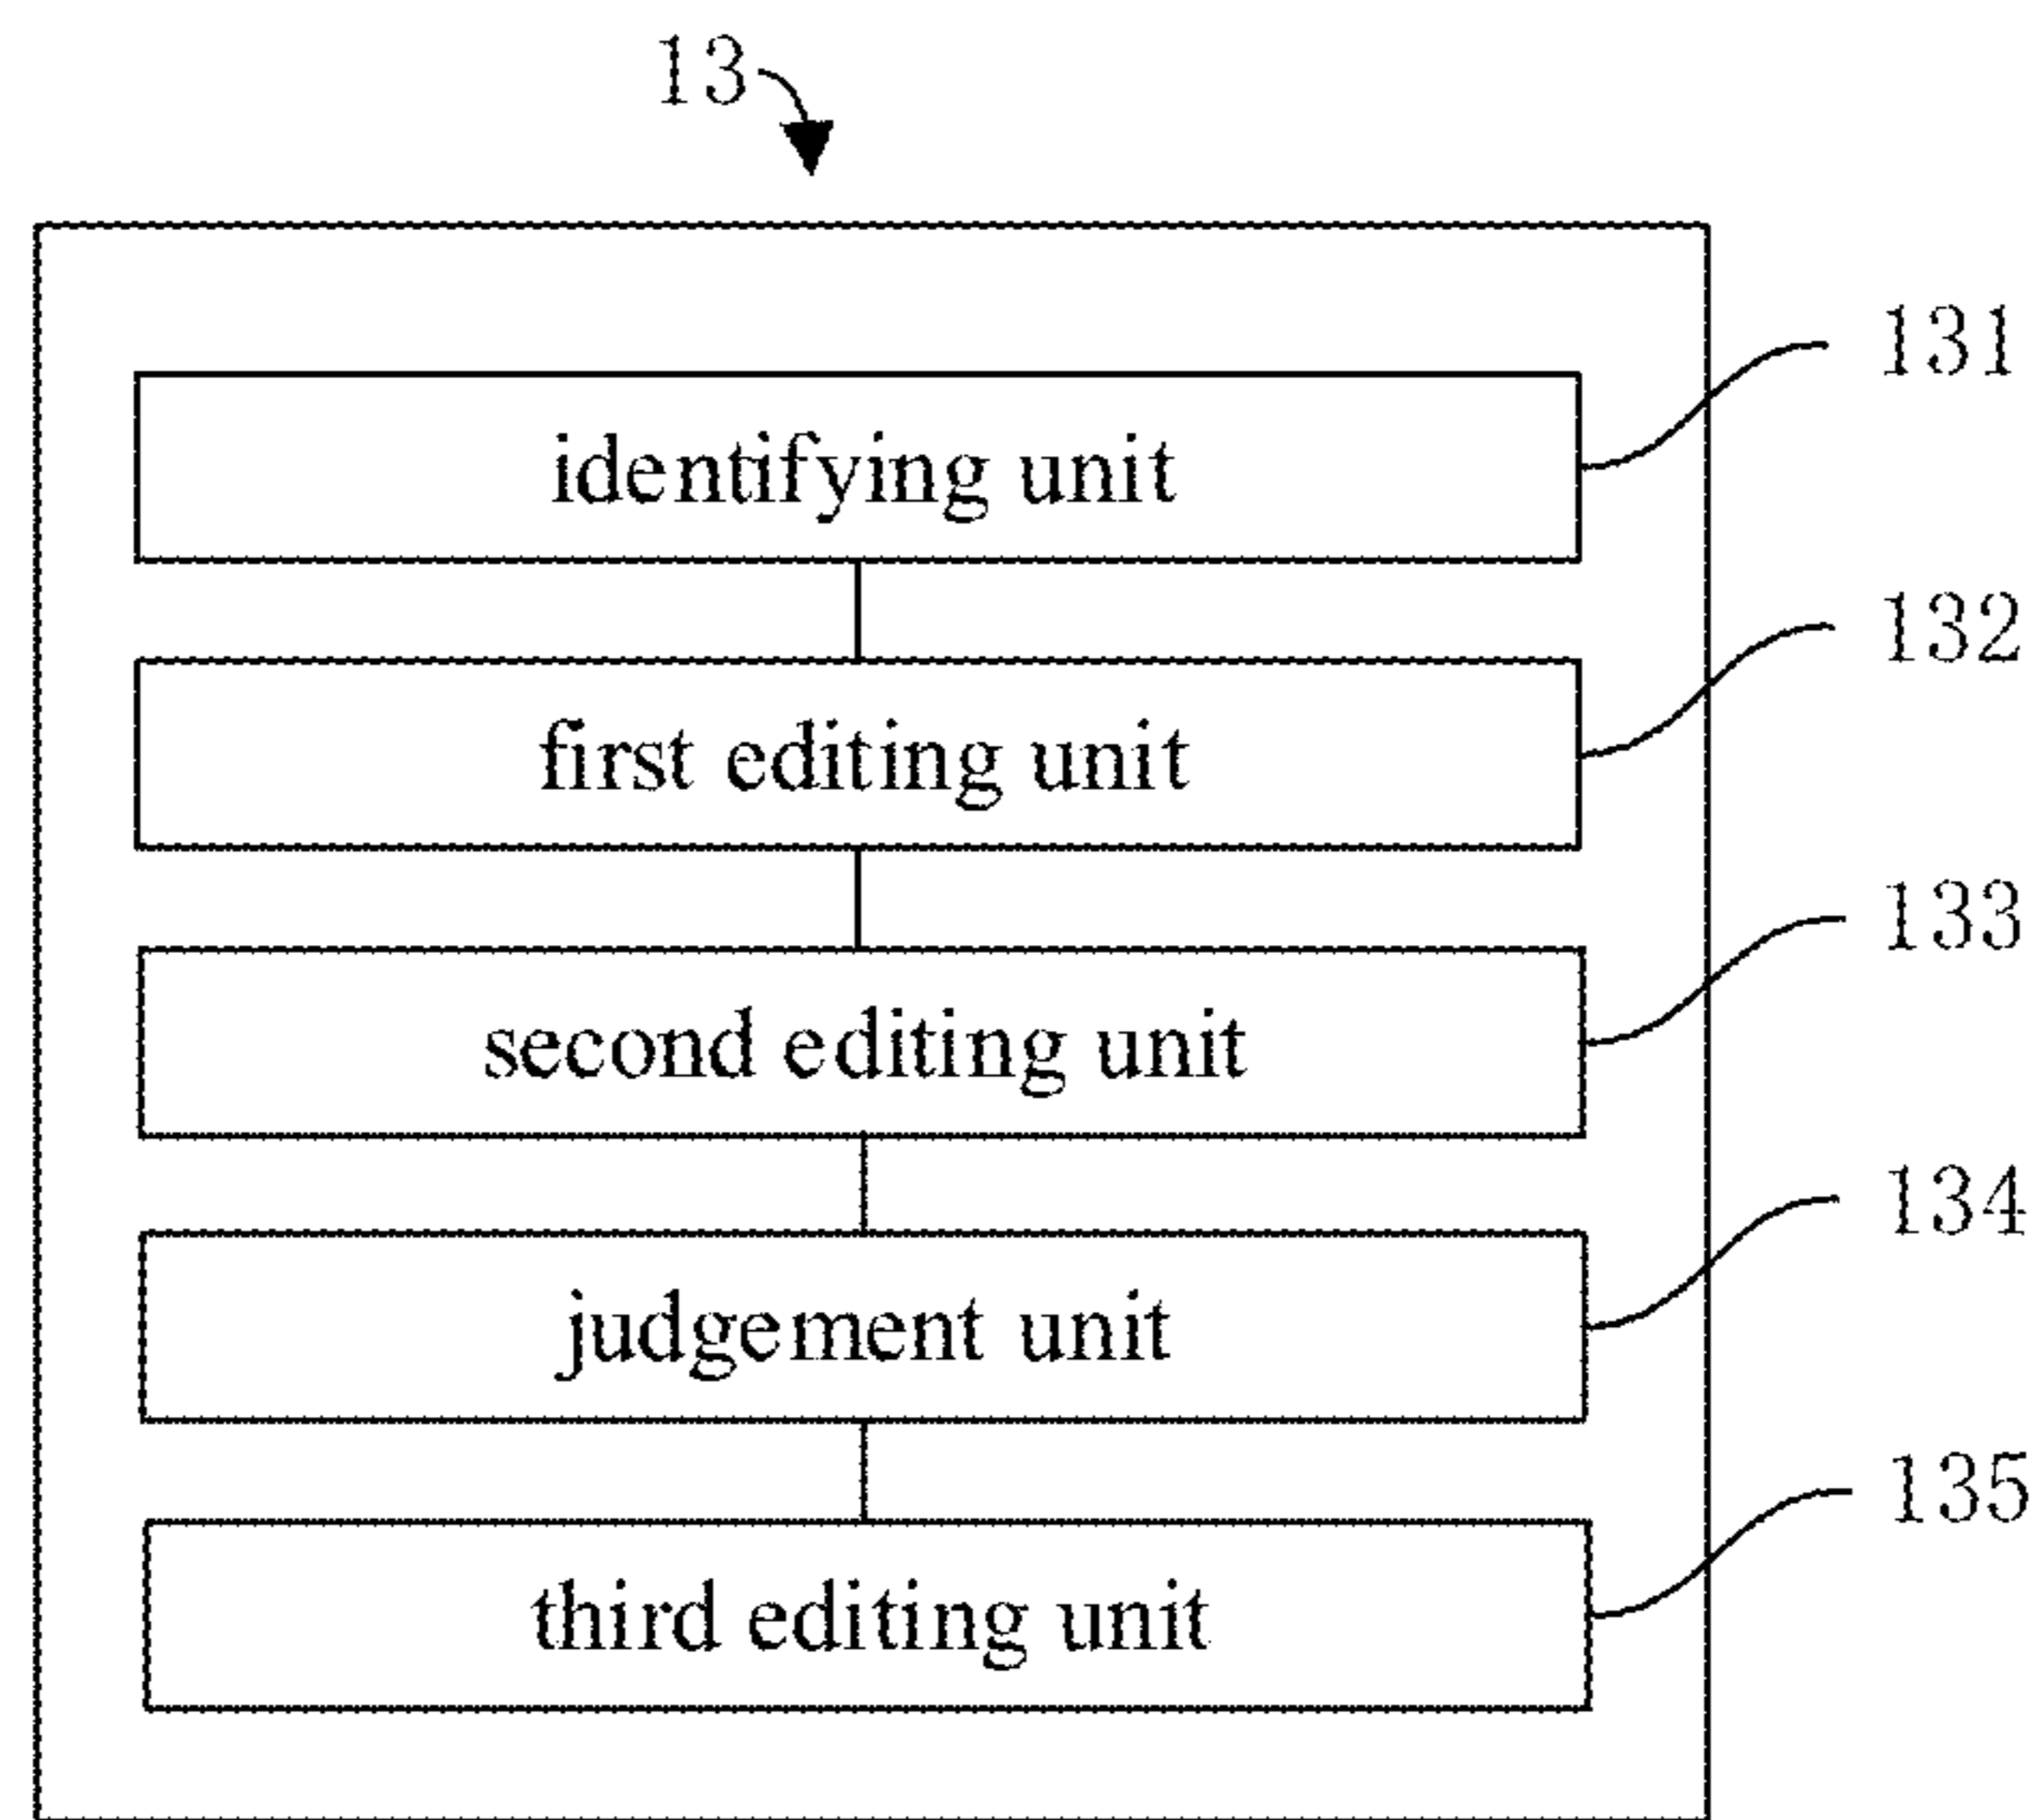 13
131
identifying unit
132
first editing unit
133
second editing unit
134
judgement unit
135
third editing unit